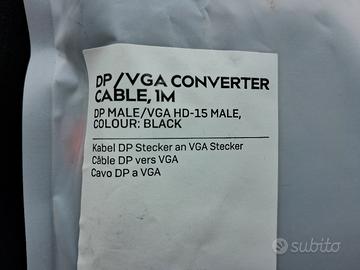 DP/VGA CONVERTER
CABLE, 1M
DP MALE/VGA HD-15 MALE,
COLOUR: BLACK
Kabel DP Stecker an VGA Stecker
Câble DP vers VGA
Cavo DP a VGA
subito